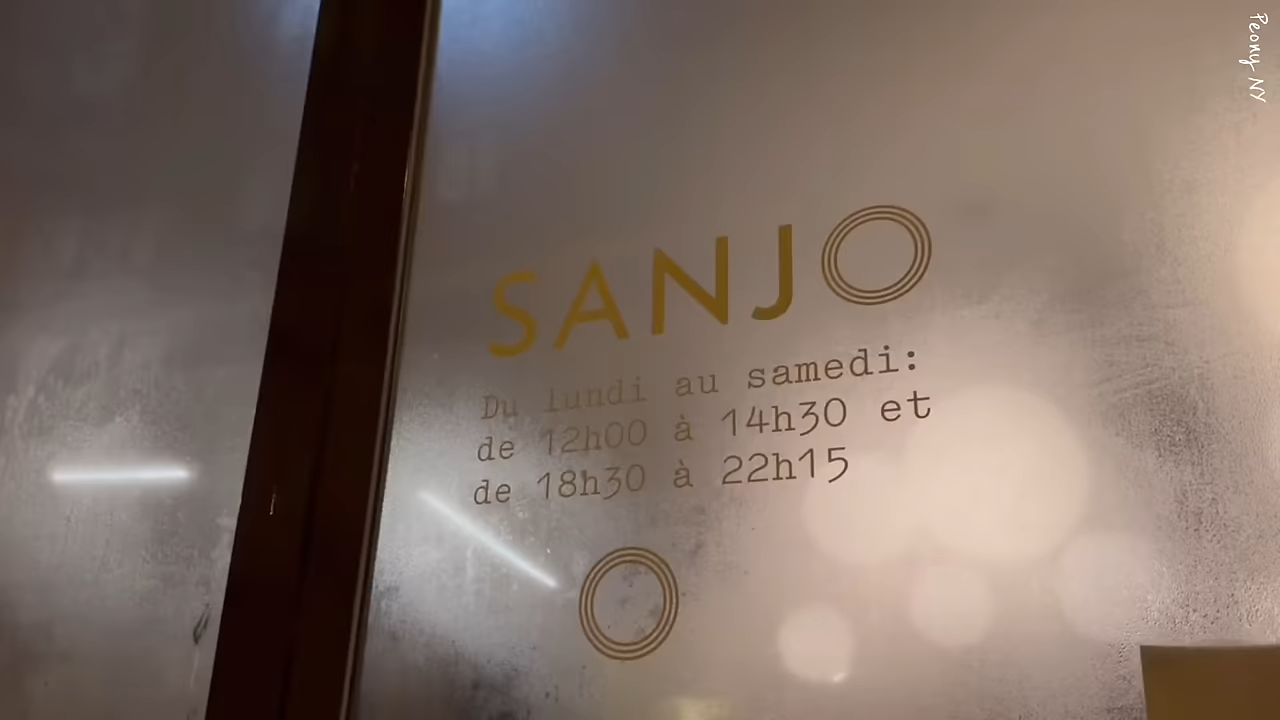 SANJO
Du lundi au samedi:
de 12h00 à 14h30 et
de 18h30 à 22h15
Peony NY